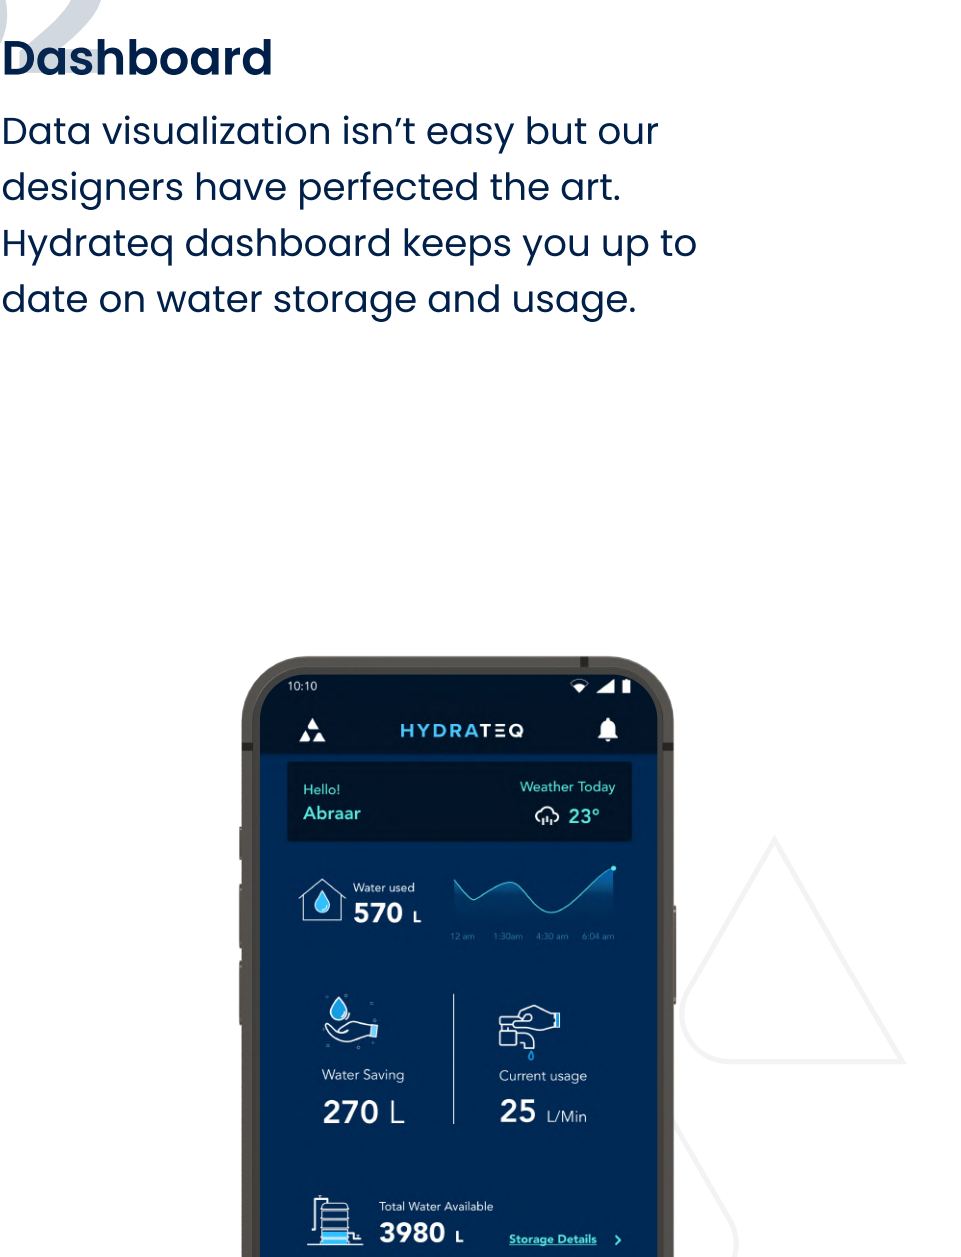 Dashboard
Data visualization isn’t easy but our
designers have perfected the art.
Hydrateq dashboard keeps you up to
date on water storage and usage.
10:10
HYDRATEQ
Hello!
Abraar
Weather Today
23°
Water used
570 L
12 am 1:30am 4:30 am 6:04 am
Water Saving
270 L
Current usage
25 L/Min
Total Water Available
3980 L
Storage Details